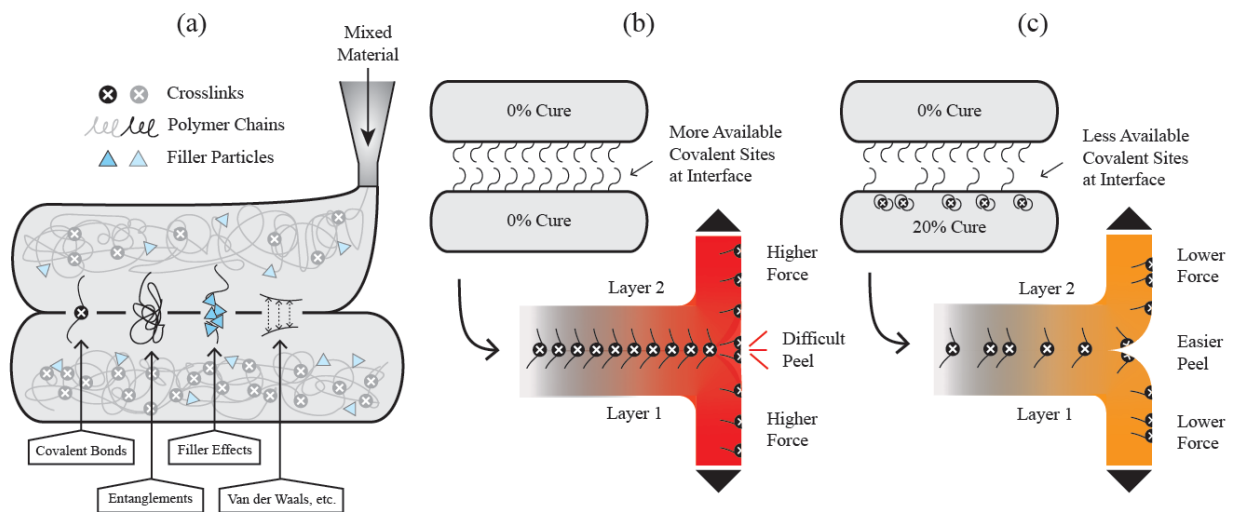 (a)
Mixed
Material
Crosslinks
Polymer Chains
Filler Particles
Covalent Bonds
Filler Effects
Entanglements
Van der Waals, etc.
(b)
0% Cure
More Available
Covalent Sites
at Interface
0% Cure
Layer 2
Higher
Force
Difficult
Peel
Layer 1
Higher
Force
(c)
0% Cure
Less Available
Covalent Sites
at Interface
20% Cure
Layer 2
Lower
Force
Easier
Peel
Layer 1
Lower
Force